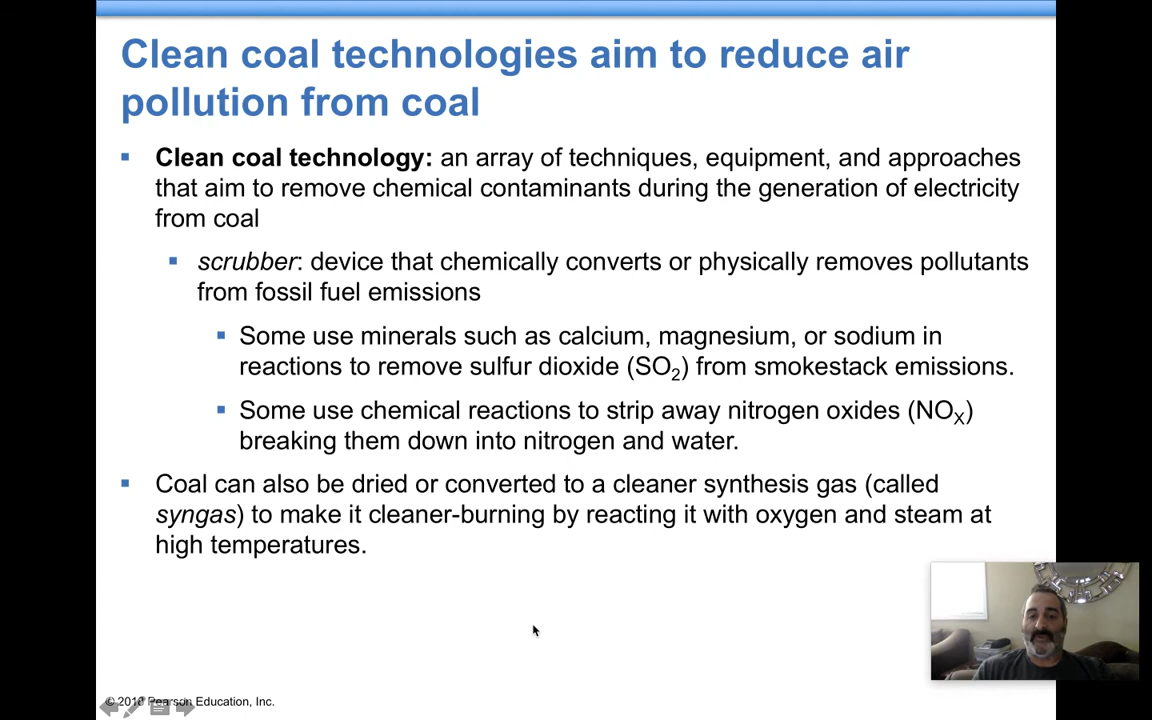 Clean coal technologies aim to reduce air
pollution from coal
▪ Clean coal technology: an array of techniques, equipment, and approaches
that aim to remove chemical contaminants during the generation of electricity
from coal
▪ scrubber: device that chemically converts or physically removes pollutants
from fossil fuel emissions
▪ Some use minerals such as calcium, magnesium, or sodium in
reactions to remove sulfur dioxide (SO₂) from smokestack emissions.
▪ Some use chemical reactions to strip away nitrogen oxides (NOX)
breaking them down into nitrogen and water.
▪ Coal can also be dried or converted to a cleaner synthesis gas (called
syngas) to make it cleaner-burning by reacting it with oxygen and steam at
high temperatures.
© 2018 Pearson Education, Inc.